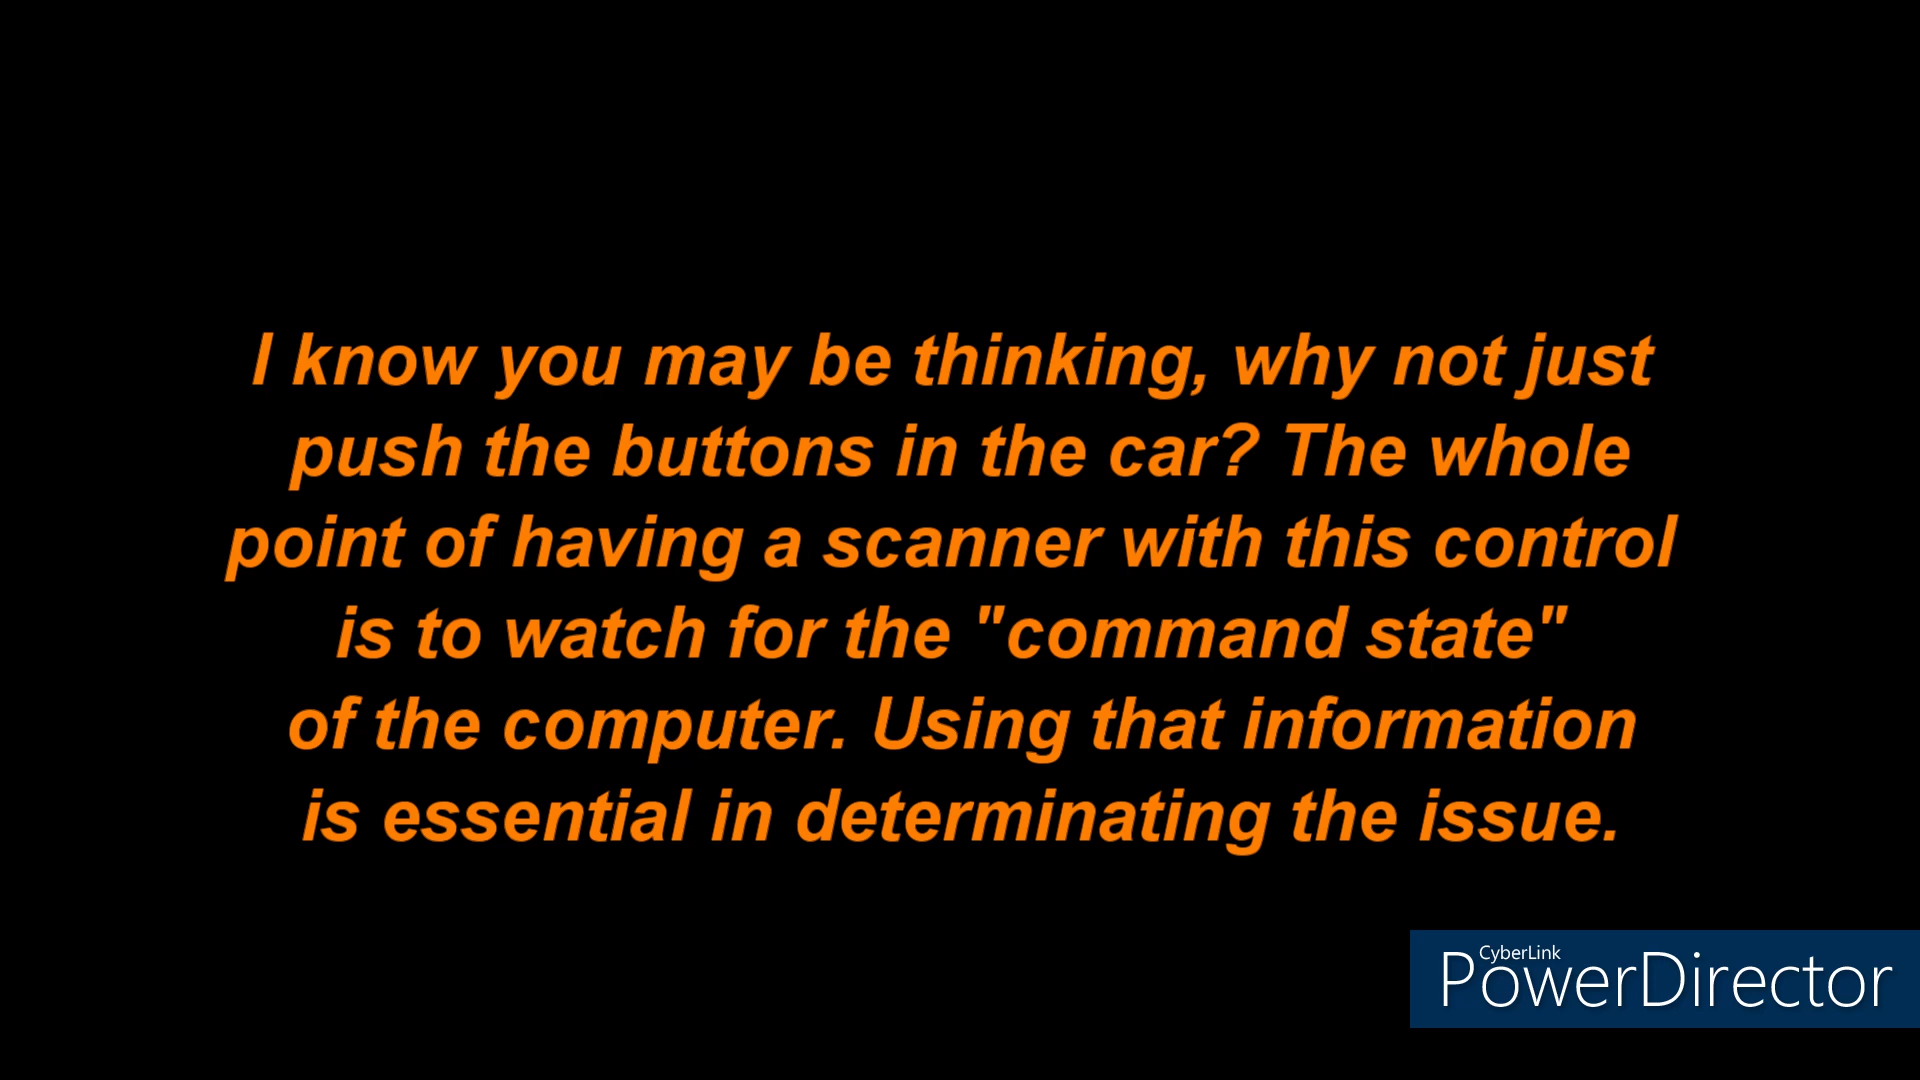 I know you may be thinking, why not just
push the buttons in the car? The whole
point of having a scanner with this control
is to watch for the "command state"
of the computer. Using that information
is essential in determinating the issue.
CyberLink
PowerDirector